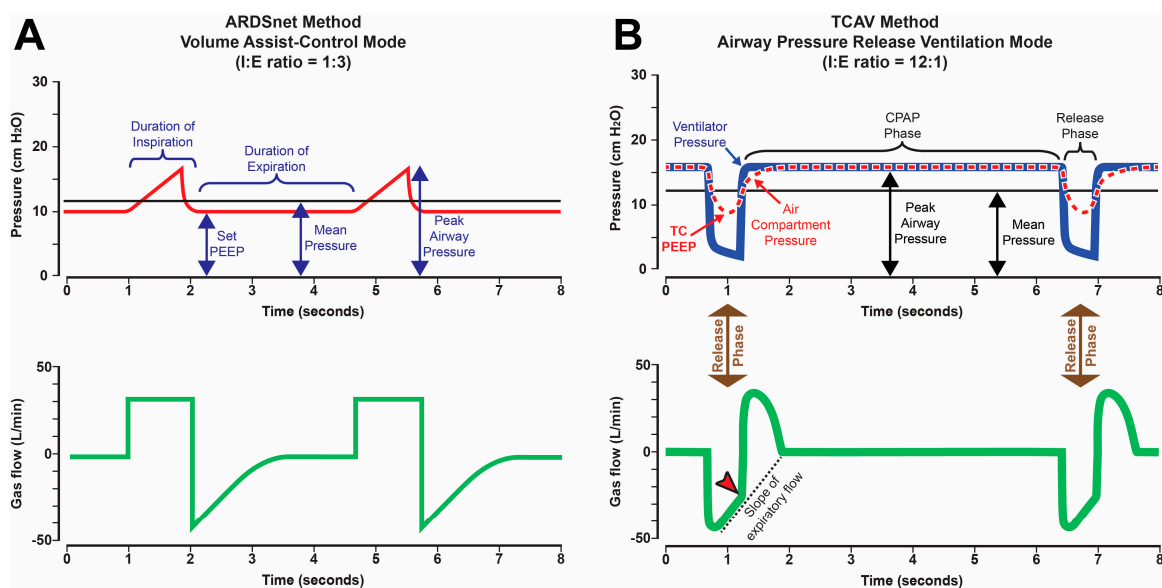 A
ARDSnet Method
Volume Assist-Control Mode
(I:E ratio = 1:3)
Pressure (cm H₂O)
30
20
10
0
Duration of
Inspiration
Duration of
Expiration
Set
PEEP
Mean
Pressure
Peak
Airway
Pressure
0 1 2 3 4 5 6 7 8
Time (seconds)
Gas flow (L/min)
50
0
-50
0 1 2 3 4 5 6 7 8
Time (seconds)
B
TCAV Method
Airway Pressure Release Ventilation Mode
(I:E ratio = 12:1)
Pressure (cm H₂O)
30
20
10
0
Ventilator
Pressure
CPAP
Phase
Release
Phase
TC
PEEP
Air
Compartment
Pressure
Peak
Airway
Pressure
Mean
Pressure
0 1 2 3 4 5 6 7 8
Time (seconds)
Release
Phase
Release
Phase
Gas flow (L/min)
50
0
-50
Slope of
expiratory flow
0 1 2 3 4 5 6 7 8
Time (seconds)